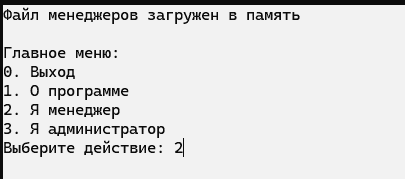 Файл менеджеров загружен в память
Главное меню:
0. Выход
1. О программе
2. Я менеджер
3. Я администратор
Выберите действие: 2